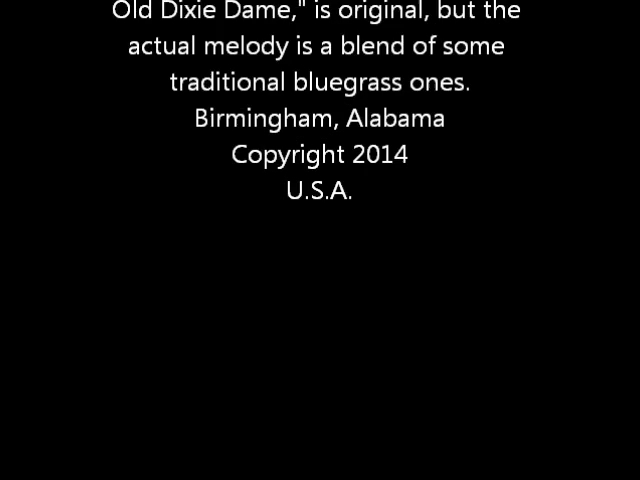 Old Dixie Dame," is original, but the
actual melody is a blend of some
traditional bluegrass ones.
Birmingham, Alabama
Copyright 2014
U.S.A.